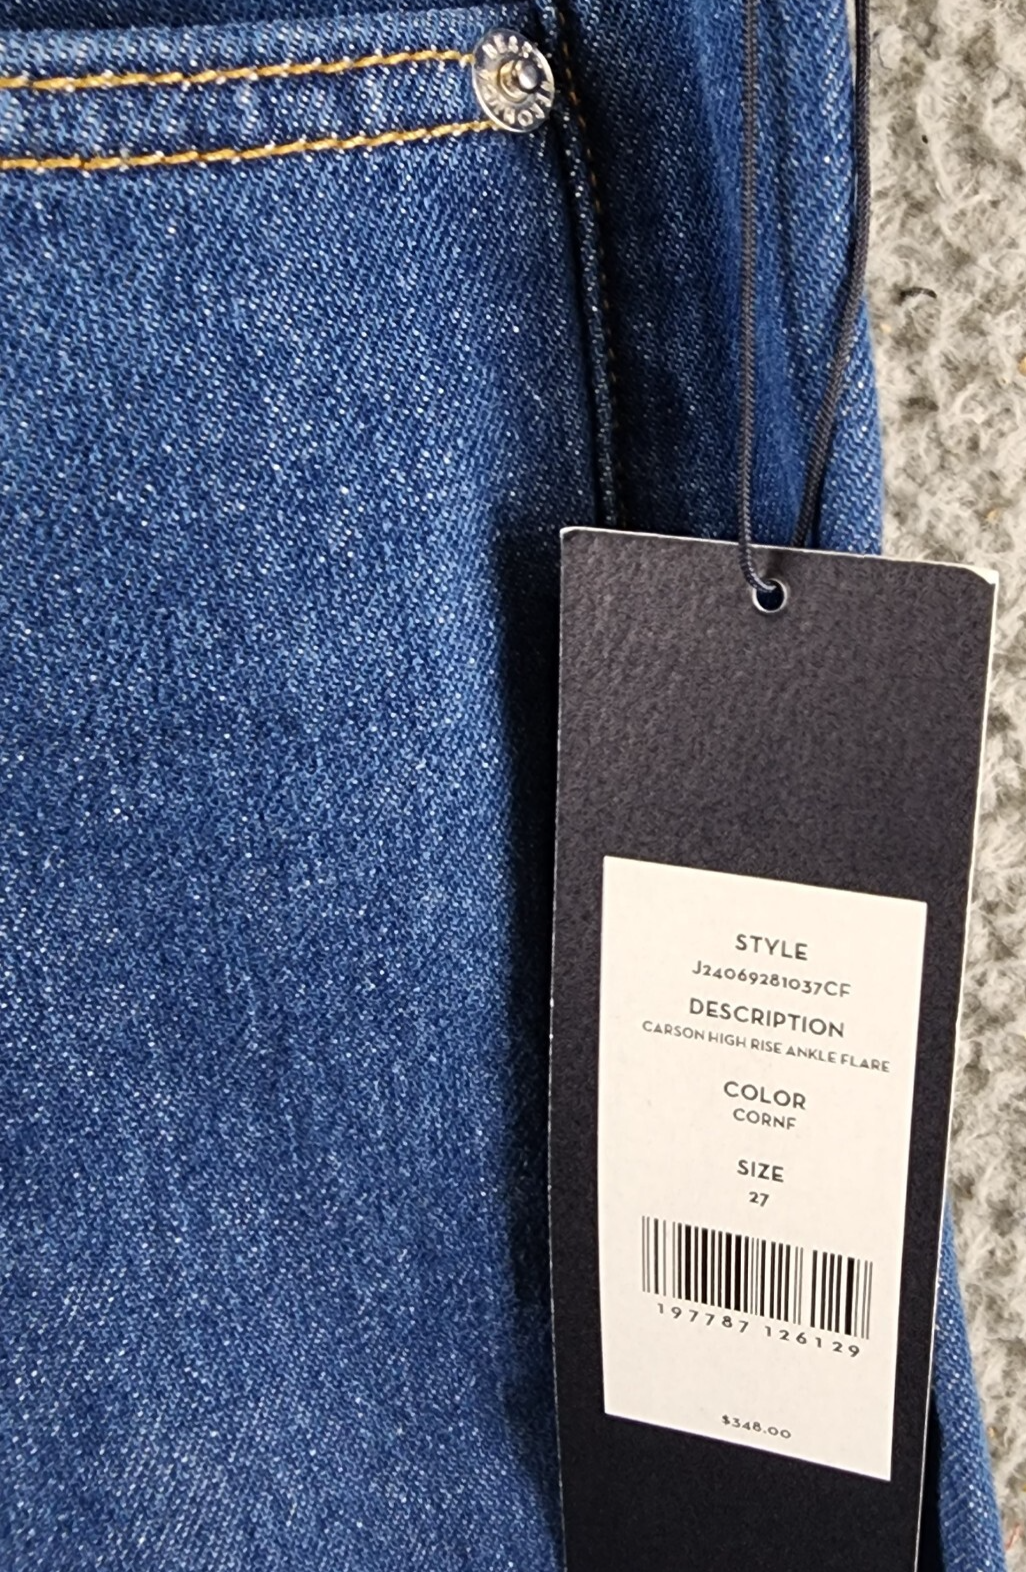 STYLE
J24069281037CF
DESCRIPTION
CARSON HIGH RISE ANKLE FLARE
COLOR
CORNF
SIZE
27
197787 126129
$348.00